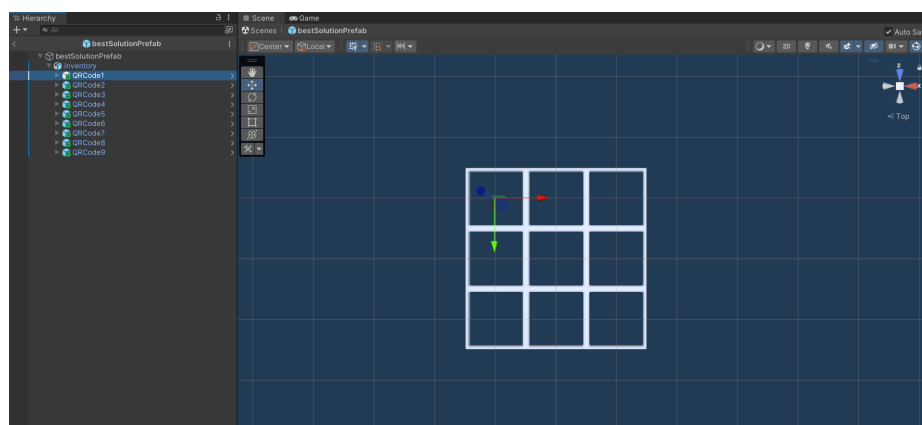 Hierarchy
Scene
Game
All
Scenes
bestSolutionPrefab
Auto Sa
bestSolutionPrefab
Center
Local
2D
bestSolutionPrefab
inventory
QRCode1
QRCode2
QRCode3
QRCode4
QRCode5
QRCode6
QRCode7
QRCode8
QRCode9
z
x
< Top